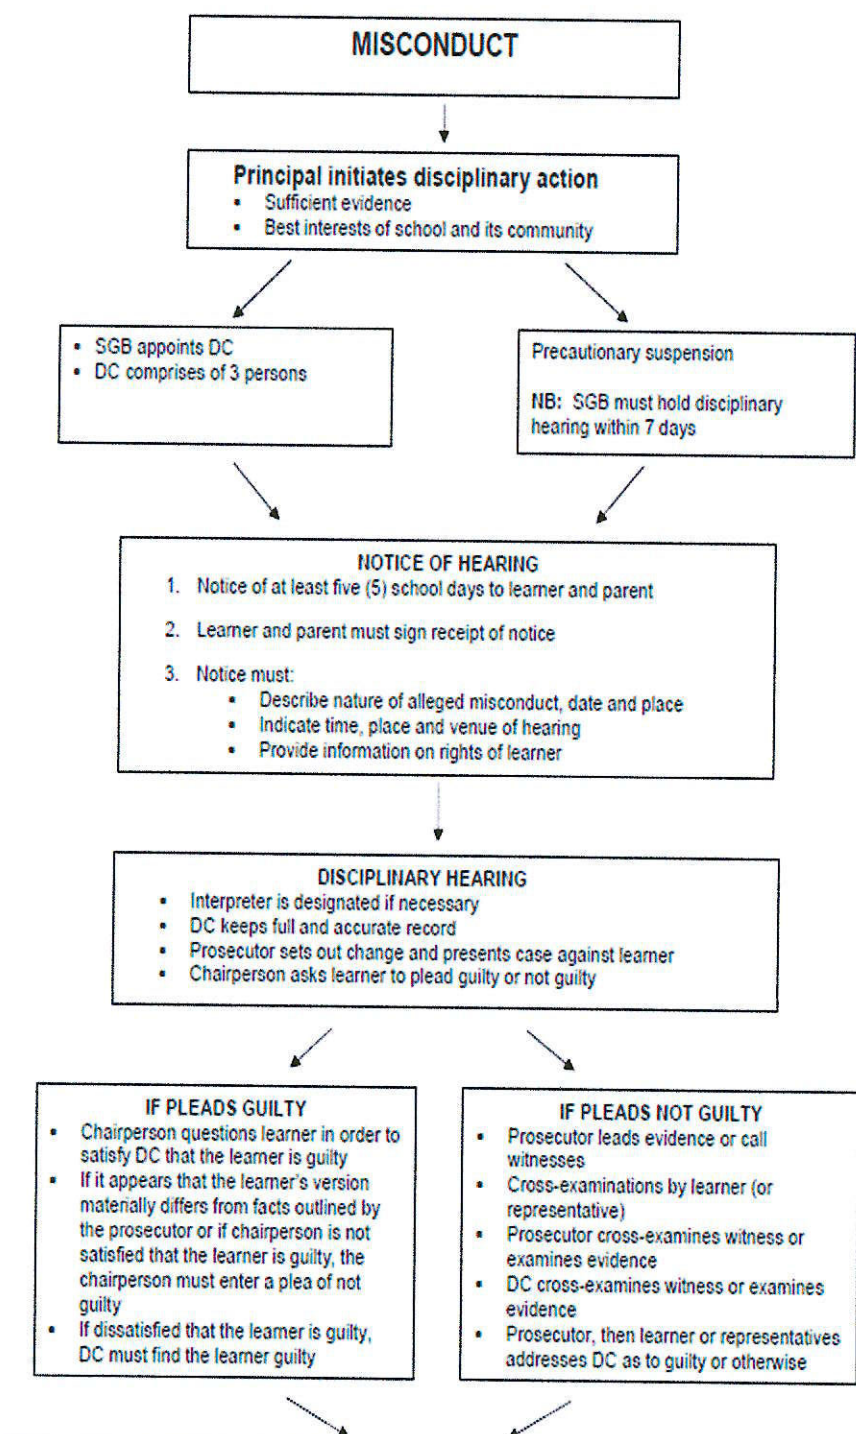 MISCONDUCT
Principal initiates disciplinary action
▪ Sufficient evidence
▪ Best interests of school and its community
▪ SGB appoints DC
▪ DC comprises of 3 persons
Precautionary suspension
NB: SGB must hold disciplinary
hearing within 7 days
NOTICE OF HEARING
1. Notice of at least five (5) school days to learner and parent
2. Learner and parent must sign receipt of notice
3. Notice must:
▪ Describe nature of alleged misconduct, date and place
▪ Indicate time, place and venue of hearing
▪ Provide information on rights of learner
DISCIPLINARY HEARING
▪ Interpreter is designated if necessary
▪ DC keeps full and accurate record
▪ Prosecutor sets out change and presents case against learner
▪ Chairperson asks learner to plead guilty or not guilty
IF PLEADS GUILTY
▪ Chairperson questions learner in order to
satisfy DC that the learner is guilty
▪ If it appears that the learner's version
materially differs from facts outlined by
the prosecutor or if chairperson is not
satisfied that the learner is guilty, the
chairperson must enter a plea of not
guilty
▪ If dissatisfied that the learner is guilty,
DC must find the learner guilty
IF PLEADS NOT GUILTY
▪ Prosecutor leads evidence or call
witnesses
▪ Cross-examinations by learner (or
representative)
▪ Prosecutor cross-examines witness or
examines evidence
▪ DC cross-examines witness or examines
evidence
▪ Prosecutor, then learner or representatives
addresses DC as to guilty or otherwise